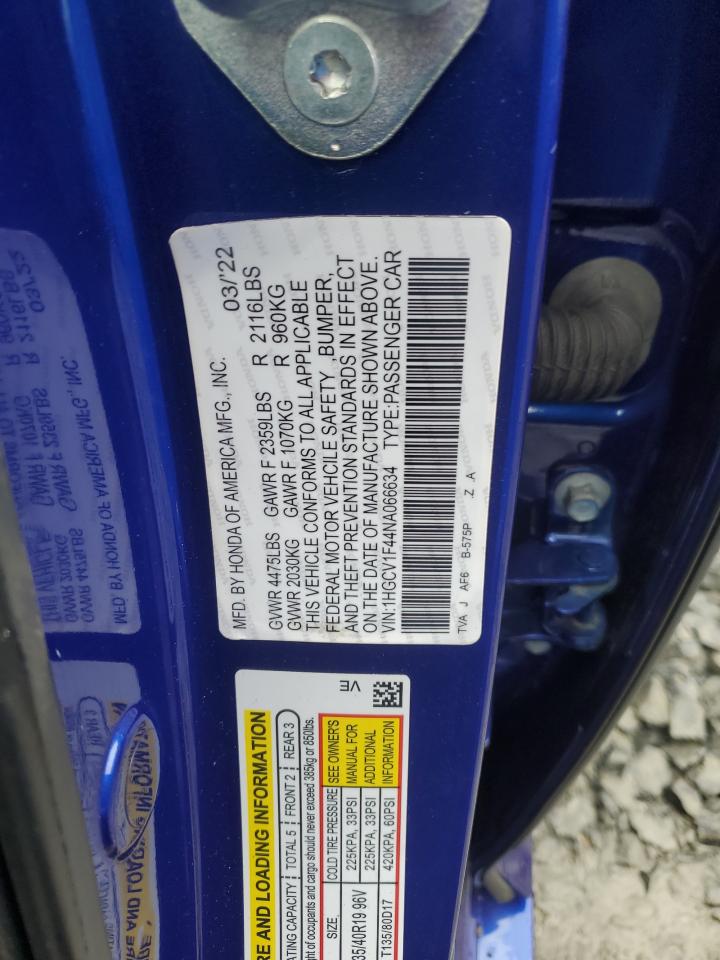 MFD. BY HONDA OF AMERICA MFG., INC. 03/'22
GVWR 4475LBS GAWR F 2359LBS R 2116LBS
GVWR 2030KG GAWR F 1070KG R 960KG
THIS VEHICLE CONFORMS TO ALL APPLICABLE
FEDERAL MOTOR VEHICLE SAFETY, BUMPER,
AND THEFT PREVENTION STANDARDS IN EFFECT
ON THE DATE OF MANUFACTURE SHOWN ABOVE.
VIN:1HGCV1F44NA066634 TYPE:PASSENGER CAR
TVA J AF6 B-575P Z A
RE AND LOADING INFORMATION
ATING CAPACITY TOTAL 5 FRONT 2 REAR 3
ht of occupants and cargo should never exceed 385kg or 850lbs.
SIZE COLD TIRE PRESSURE SEE OWNER'S
35/40R19 96V 225KPA, 33PSI MANUAL FOR
225KPA, 33PSI ADDITIONAL
T135/80D17 420KPA, 60PSI INFORMATION
VE